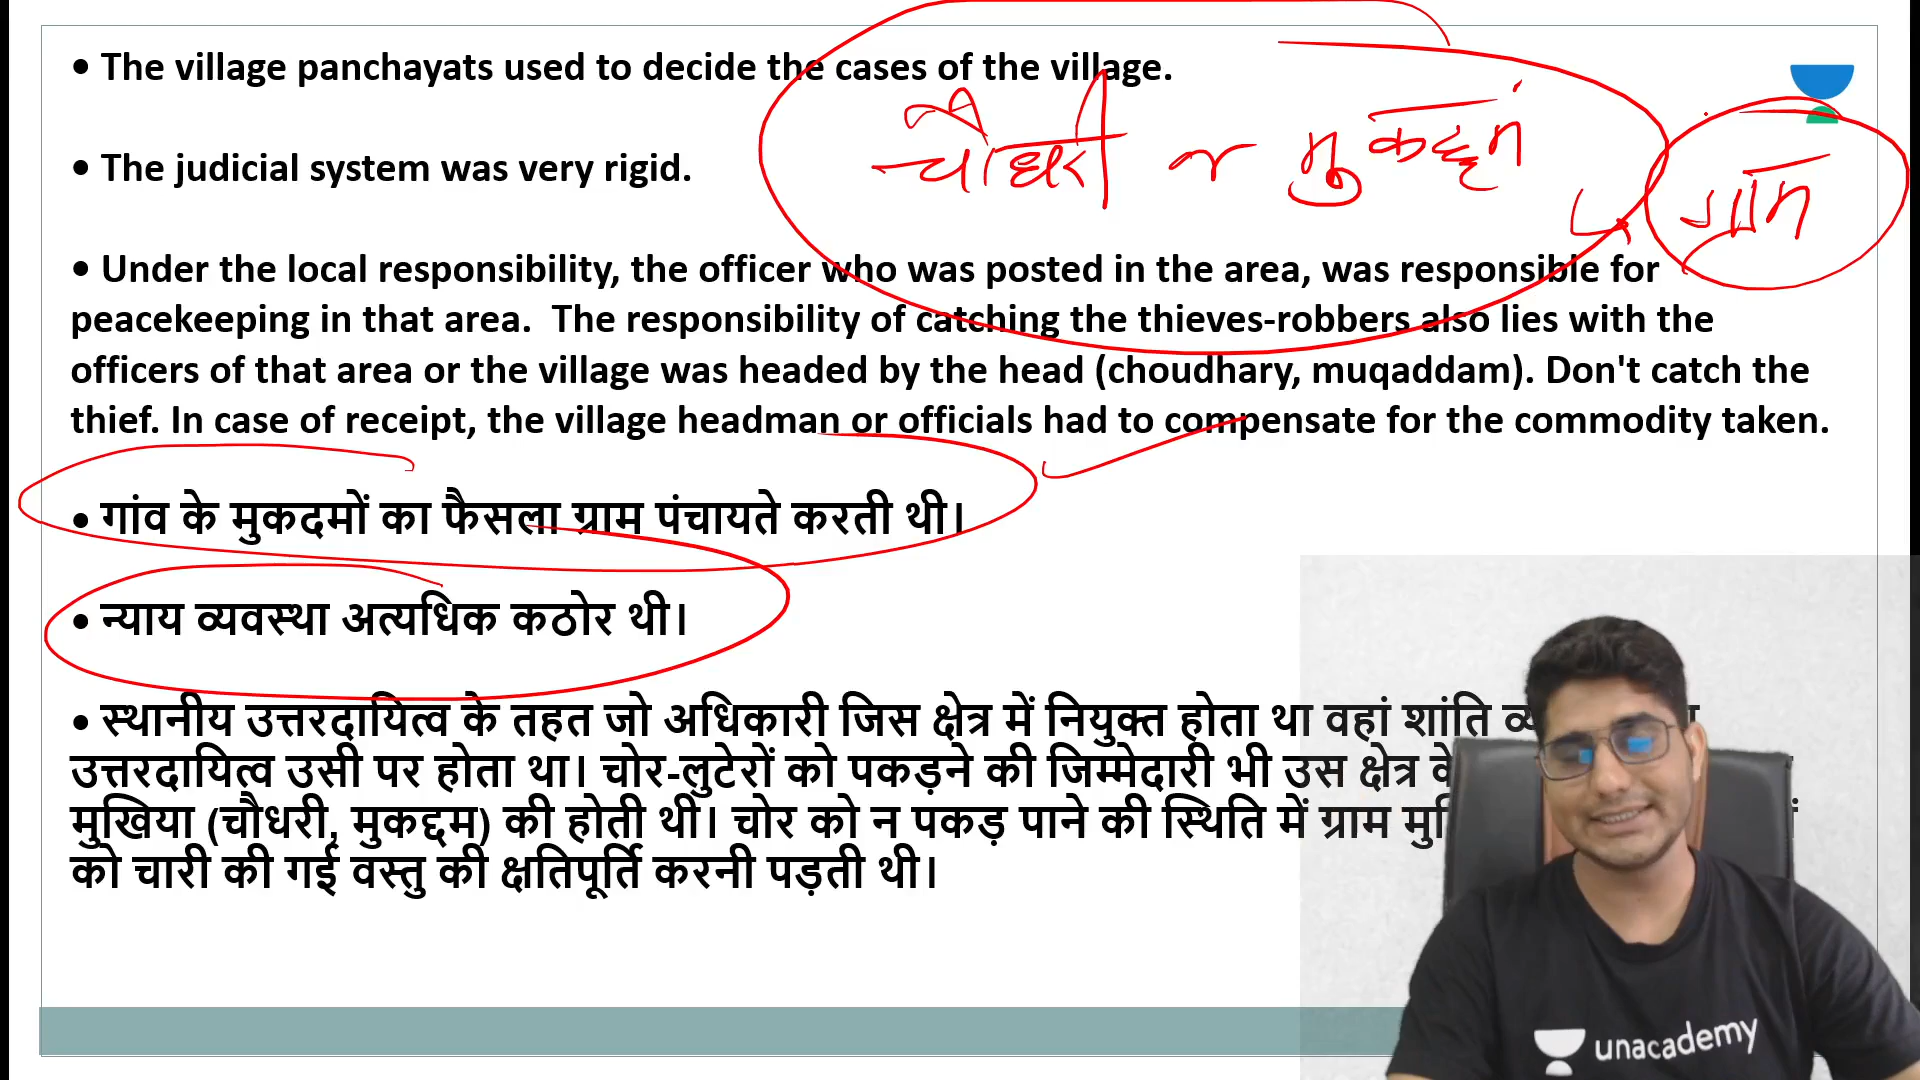 • The village panchayats used to decide the cases of the village.
चौधरी व मुकद्दम
• The judicial system was very rigid.
• Under the local responsibility, the officer who was posted in the area, was responsible for
peacekeeping in that area.  The responsibility of catching the thieves-robbers also lies with the
officers of that area or the village was headed by the head (choudhary, muqaddam). Don't catch the
thief. In case of receipt, the village headman or officials had to compensate for the commodity taken.
• गांव के मुकदमों का फैसला ग्राम पंचायते करती थी।
• न्याय व्यवस्था अत्यधिक कठोर थी।
• स्थानीय उत्तरदायित्व के तहत जो अधिकारी जिस क्षेत्र में नियुक्त होता था वहां शांति
उत्तरदायित्व उसी पर होता था। चोर-लुटेरों को पकड़ने की जिम्मेदारी भी उस क्षेत्र
मुखिया (चौधरी, मुकद्दम) की होती थी। चोर को न पकड़ पाने की स्थिति में ग्राम
को चारी की गई वस्तु की क्षतिपूर्ति करनी पड़ती थी।
unacademy